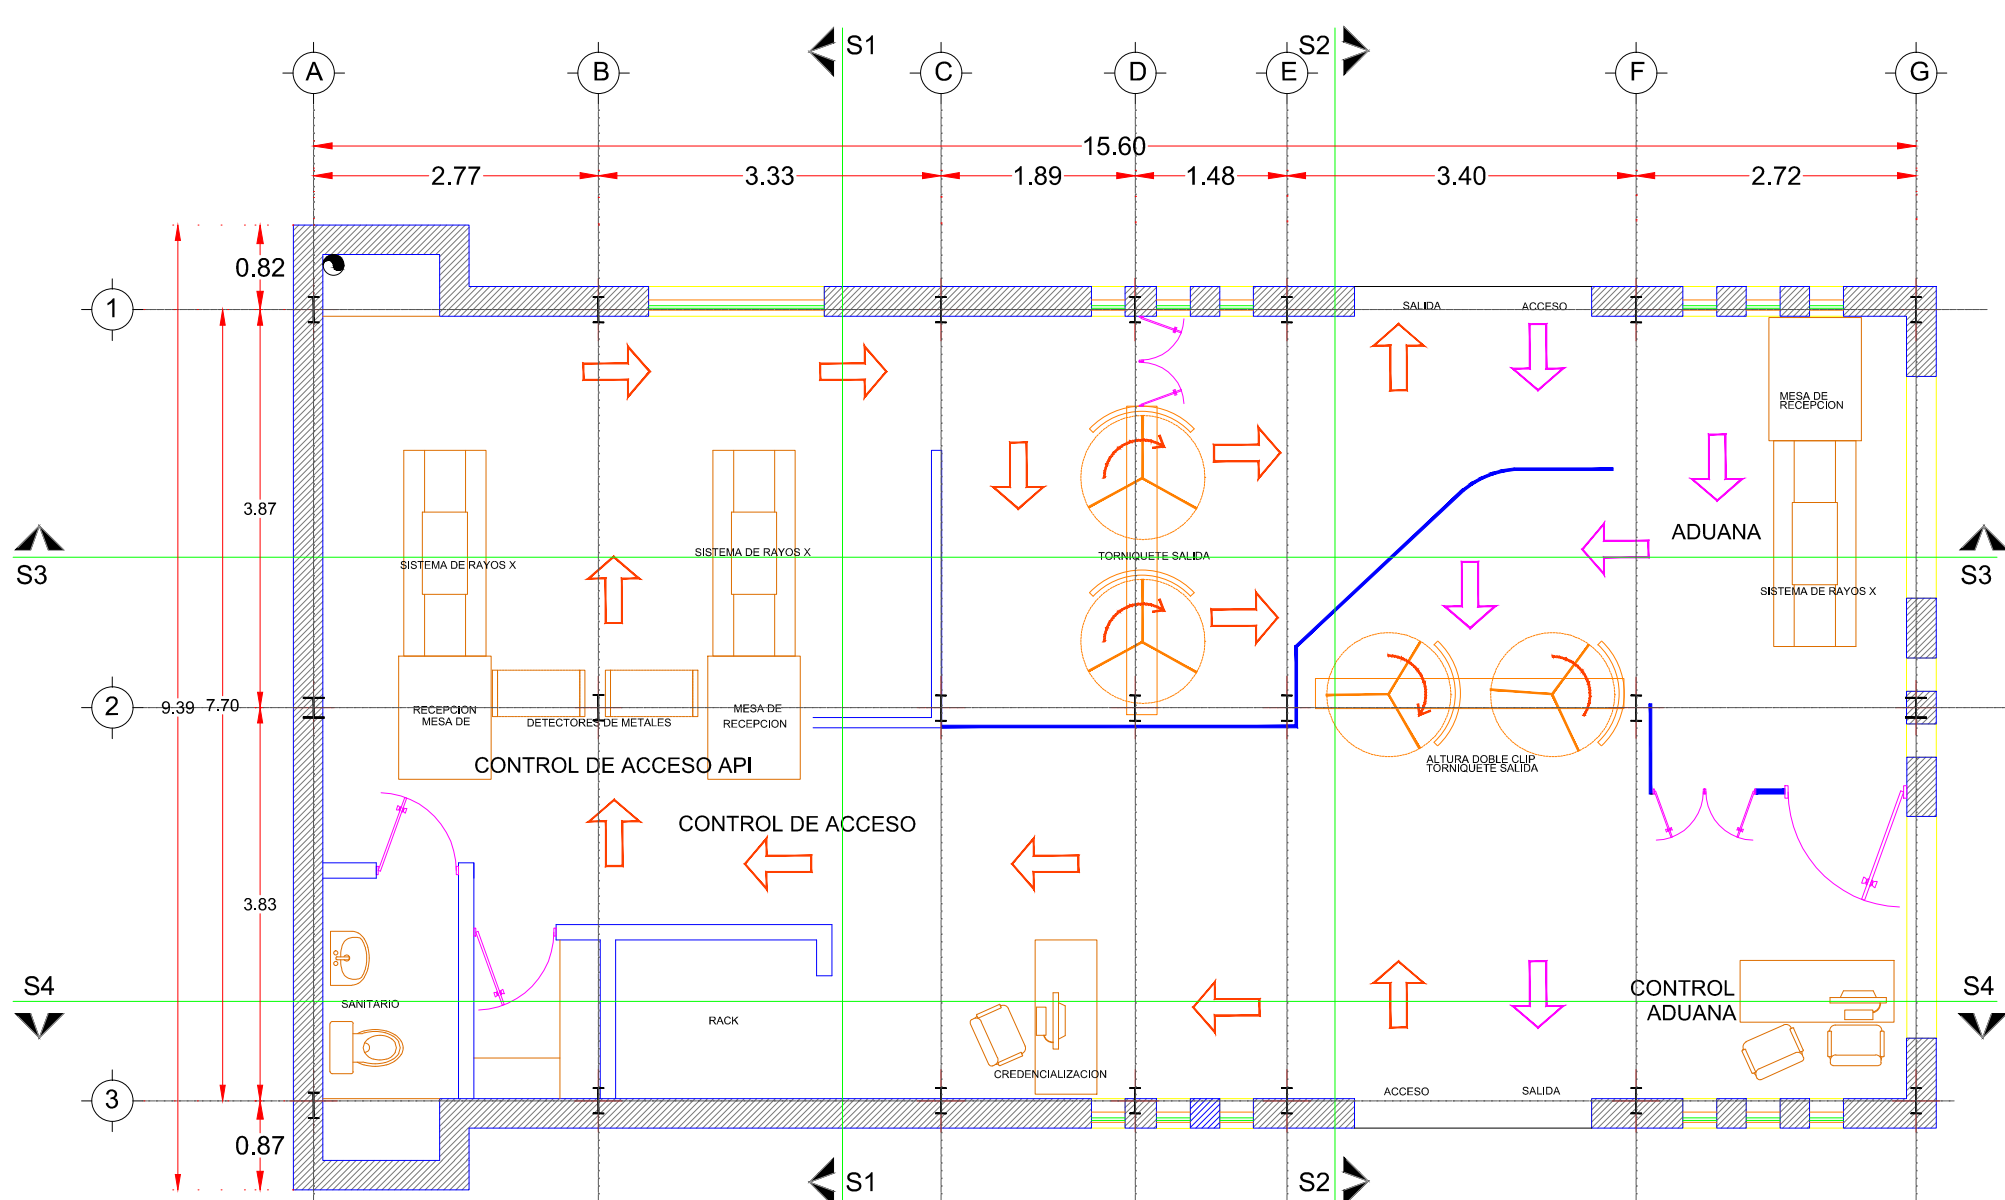 S1
S2
A
B
C
D
E
F
G
15.60
2.77
3.33
1.89
1.48
3.40
2.72
0.82
1
SALIDA
ACCESO
MESA DE
RECEPCION
3.87
ADUANA
SISTEMA DE RAYOS X
SISTEMA DE RAYOS X
TORNIQUETE SALIDA
S3
S3
SISTEMA DE RAYOS X
2
9.39
7.70
RECEPCION
MESA DE
DETECTORES DE METALES
MESA DE
RECEPCION
CONTROL DE ACCESO API
ALTURA DOBLE CLIP
TORNIQUETE SALIDA
CONTROL DE ACCESO
3.83
S4
S4
CONTROL
ADUANA
SANITARIO
RACK
CREDENCIALIZACION
ACCESO
SALIDA
3
0.87
S1
S2